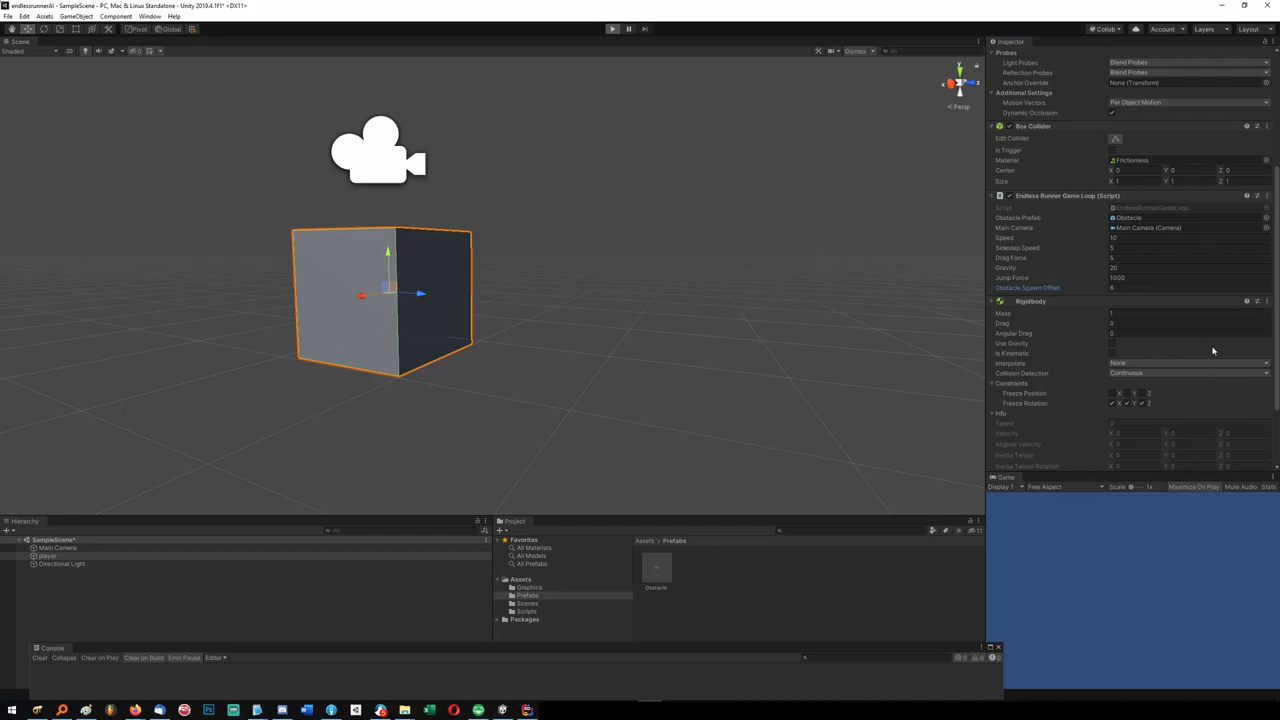 endlessrunnerAI - SampleScene - PC, Mac & Linux Standalone - Unity 2019.4.1f1* <DX11>
File Edit Assets GameObject Component Window Help
Pivot Global Collab Account Layers Layout
Scene
Shaded 2D Gizmos All
y x z
Persp
Inspector
Probes
Light Probes Blend Probes
Reflection Probes Blend Probes
Anchor Override None (Transform)
Additional Settings
Motion Vectors Per Object Motion
Dynamic Occlusion
Box Collider
Edit Collider
Is Trigger
Material Frictionless
Center X 0 Y 0 Z 0
Size X 1 Y 1 Z 1
Endless Runner Game Loop (Script)
Script EndlessRunnerGameLoop
Obstacle Prefab Obstacle
Main Camera Main Camera (Camera)
Speed 10
Sidestep Speed 5
Drag Force 5
Gravity 20
Jump Force 1000
Obstacle Spawn Offset 8
Rigidbody
Mass 1
Drag 0
Angular Drag 0
Use Gravity
Is Kinematic
Interpolate None
Collision Detection Continuous
Constraints
Freeze Position X Y Z
Freeze Rotation X Y Z
Info
Speed 0
Velocity X 0 Y 0 Z 0
Angular Velocity X 0 Y 0 Z 0
Inertia Tensor X 0 Y 0 Z 0
Inertia Tensor Rotation X 0 Y 0 Z 0
Game
Display 1 Free Aspect Scale 1x Maximize On Play Mute Audio Stats
Hierarchy
All
SampleScene*
Main Camera
player
Directional Light
Project
11
Favorites
All Materials
All Models
All Prefabs
Assets
Graphics
Prefabs
Scenes
Scripts
Packages
Assets > Prefabs
Obstacle
Console
Clear Collapse Clear on Play Clear on Build Error Pause Editor 0 0 0